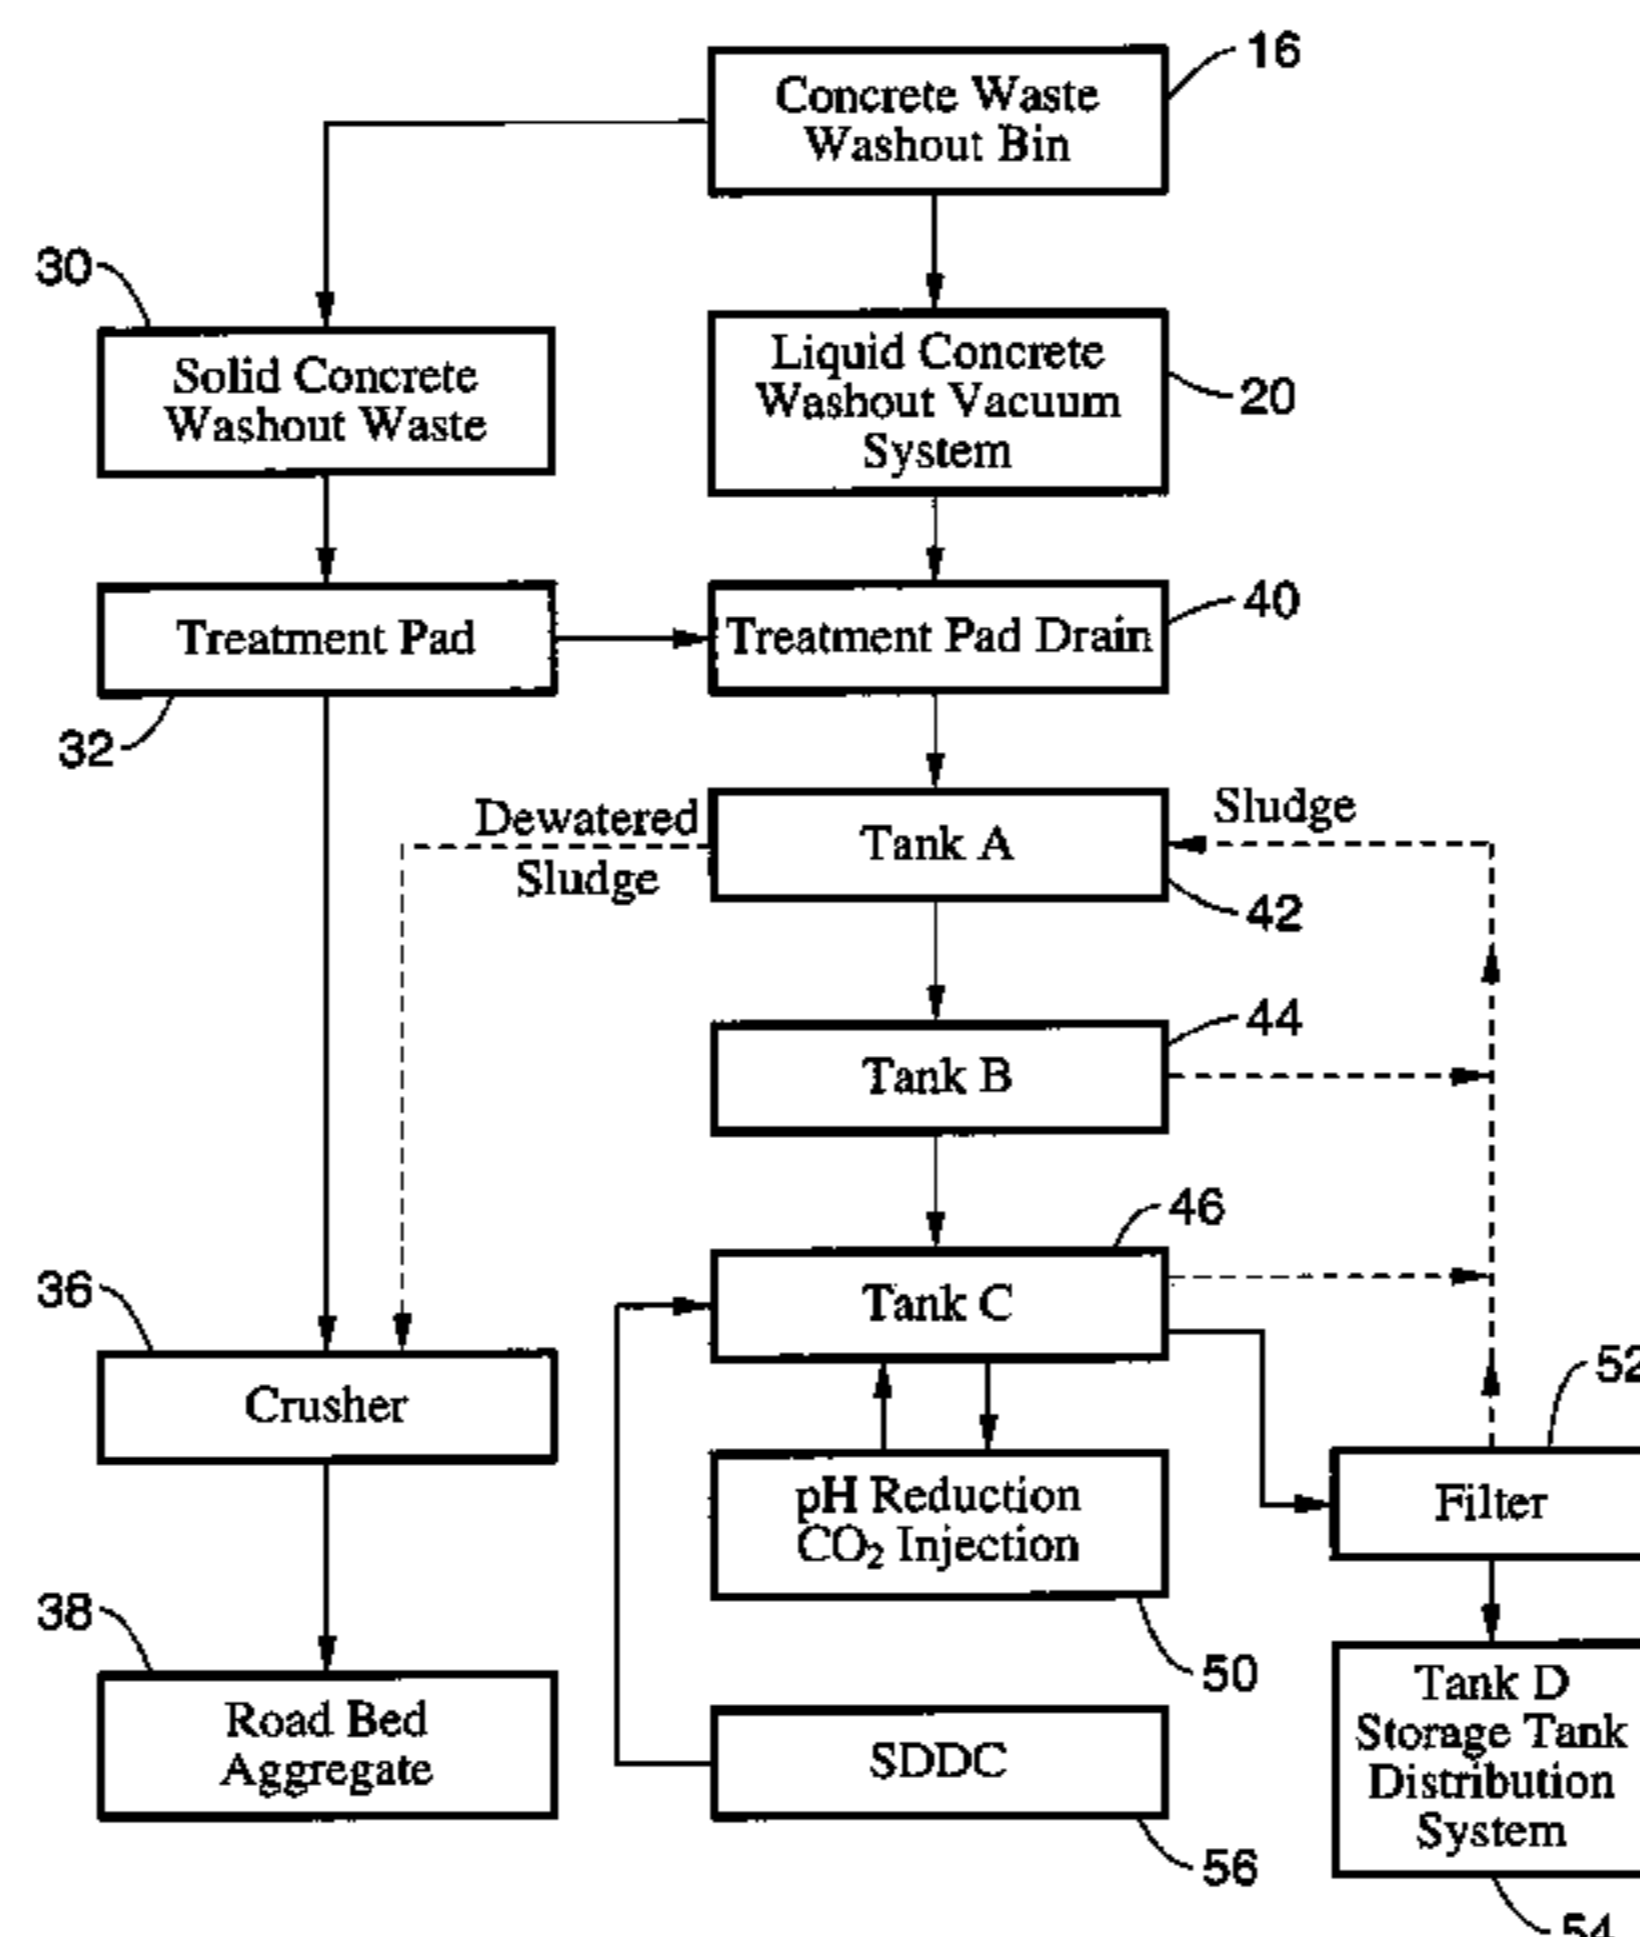 16
Concrete Waste
Washout Bin
30
Solid Concrete
Washout Waste
Liquid Concrete
Washout Vacuum
System
20
Treatment Pad
32
Treatment Pad Drain
40
Dewatered
Sludge
Tank A
Sludge
42
44
Tank B
46
Tank C
36
Crusher
52
Filter
pH Reduction
CO₂ Injection
50
38
Road Bed
Aggregate
SDDC
56
Tank D
Storage Tank
Distribution
System
54